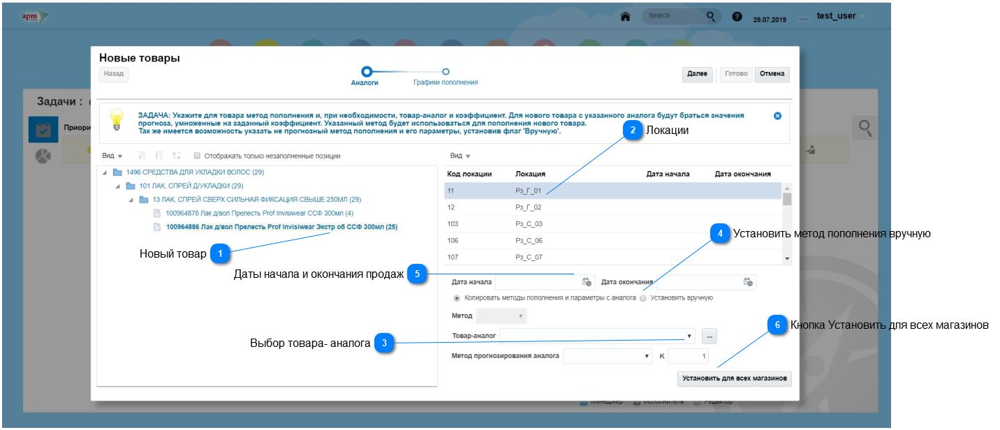 apm
Search
29.07.2019
test_user
Новые товары
Назад
Аналоги
Графики пополнения
Далее
Готово
Отмена
Задачи :
Приори
ЗАДАЧА: Укажите для товара метод пополнения и, при необходимости, товар-аналог и коэффициент. Для нового товара с указанного аналога будут браться значения
прогноза, умноженные на заданный коэффициент. Указанный метод будет использоваться для пополнения нового товара.
Так же имеется возможность указать не прогнозный метод пополнения и его параметры, установив флаг 'Вручную'.
2 Локации
Вид
Отображать только незаполненные позиции
Вид
1496 СРЕДСТВА ДЛЯ УКЛАДКИ ВОЛОС (29)
101 ЛАК, СПРЕЙ Д/УКЛАДКИ (29)
13 ЛАК, СПРЕЙ СВЕРХ СИЛЬНАЯ ФИКСАЦИЯ СВЫШЕ 250МЛ (29)
100964878 Лак д/вол Прелесть Prof Invisiwear ССФ 300мл (4)
100964886 Лак д/вол Прелесть Prof Invisiwear Экстр об ССФ 300мл (25)
Код локации Локация Дата начала Дата окончания
11 Рз_Г_01
12 Рз_Г_02
103 Рз_С_03
106 Рз_С_06
107 Рз_С_07
4 Установить метод пополнения вручную
Новый товар 1
Даты начала и окончания продаж 5
Дата начала
Дата окончания
Копировать методы пополнения и параметры с аналога
Установить вручную
Метод
6 Кнопка Установить для всех магазинов
Товар-аналог
...
Выбор товара- аналога 3
Метод прогнозирования аналога
К 1
Установить для всех магазинов
Менеджер Исполнитель Редактор